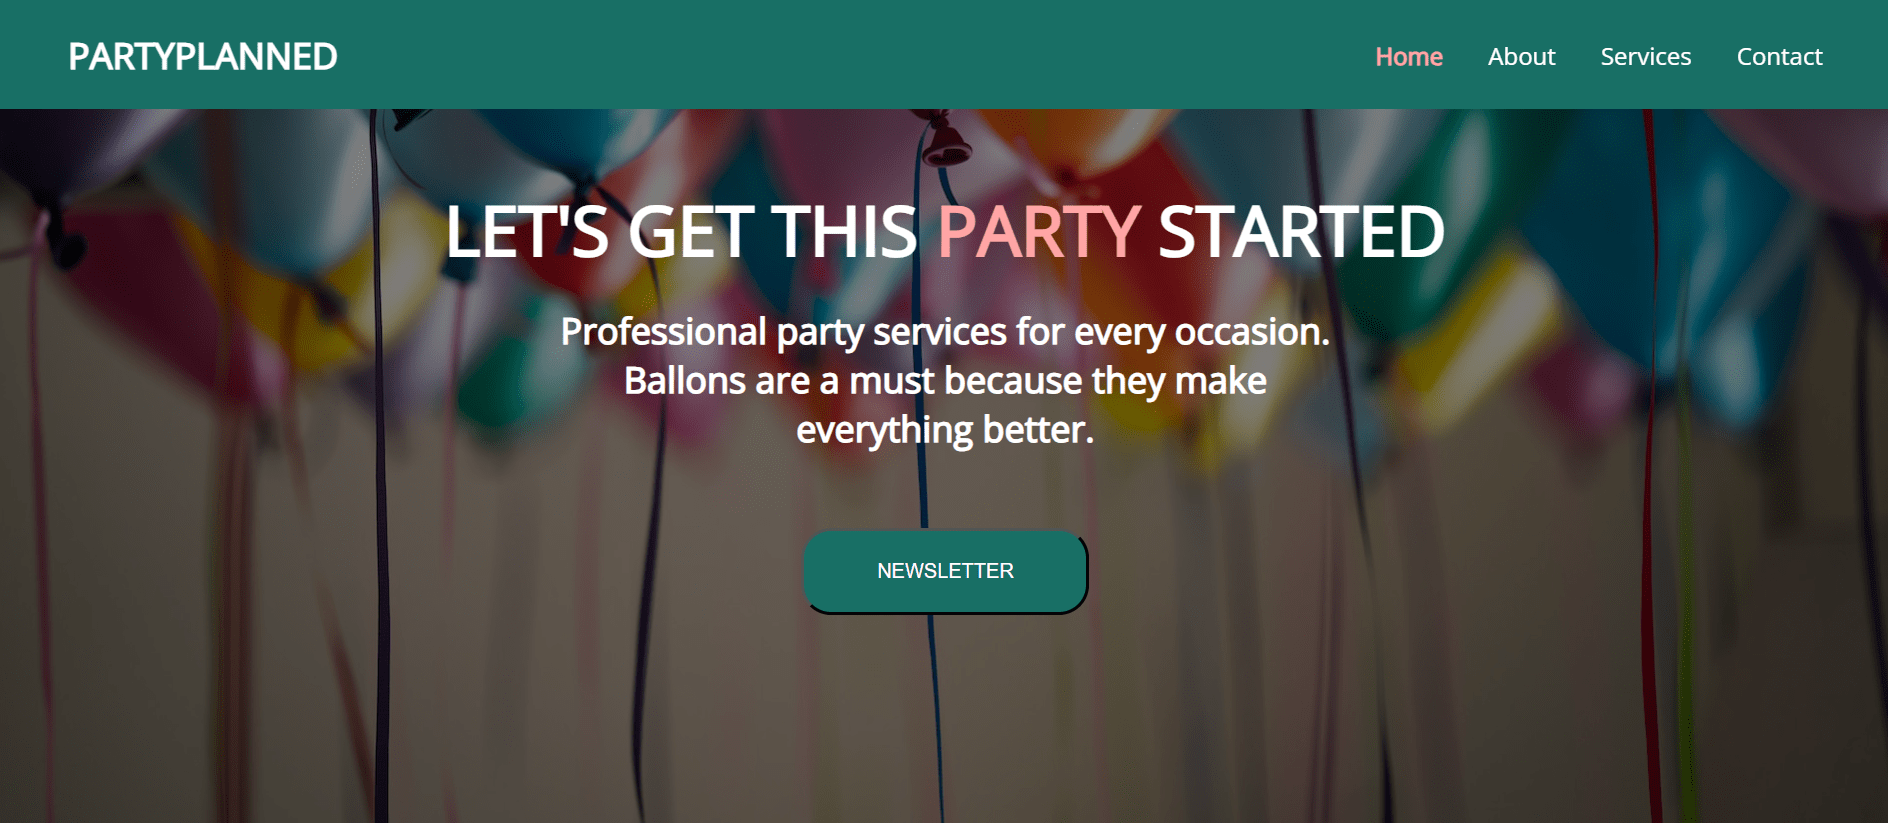 PARTYPLANNED
Home About Services Contact
LET'S GET THIS PARTY STARTED
Professional party services for every occasion.
Ballons are a must because they make
everything better.
NEWSLETTER